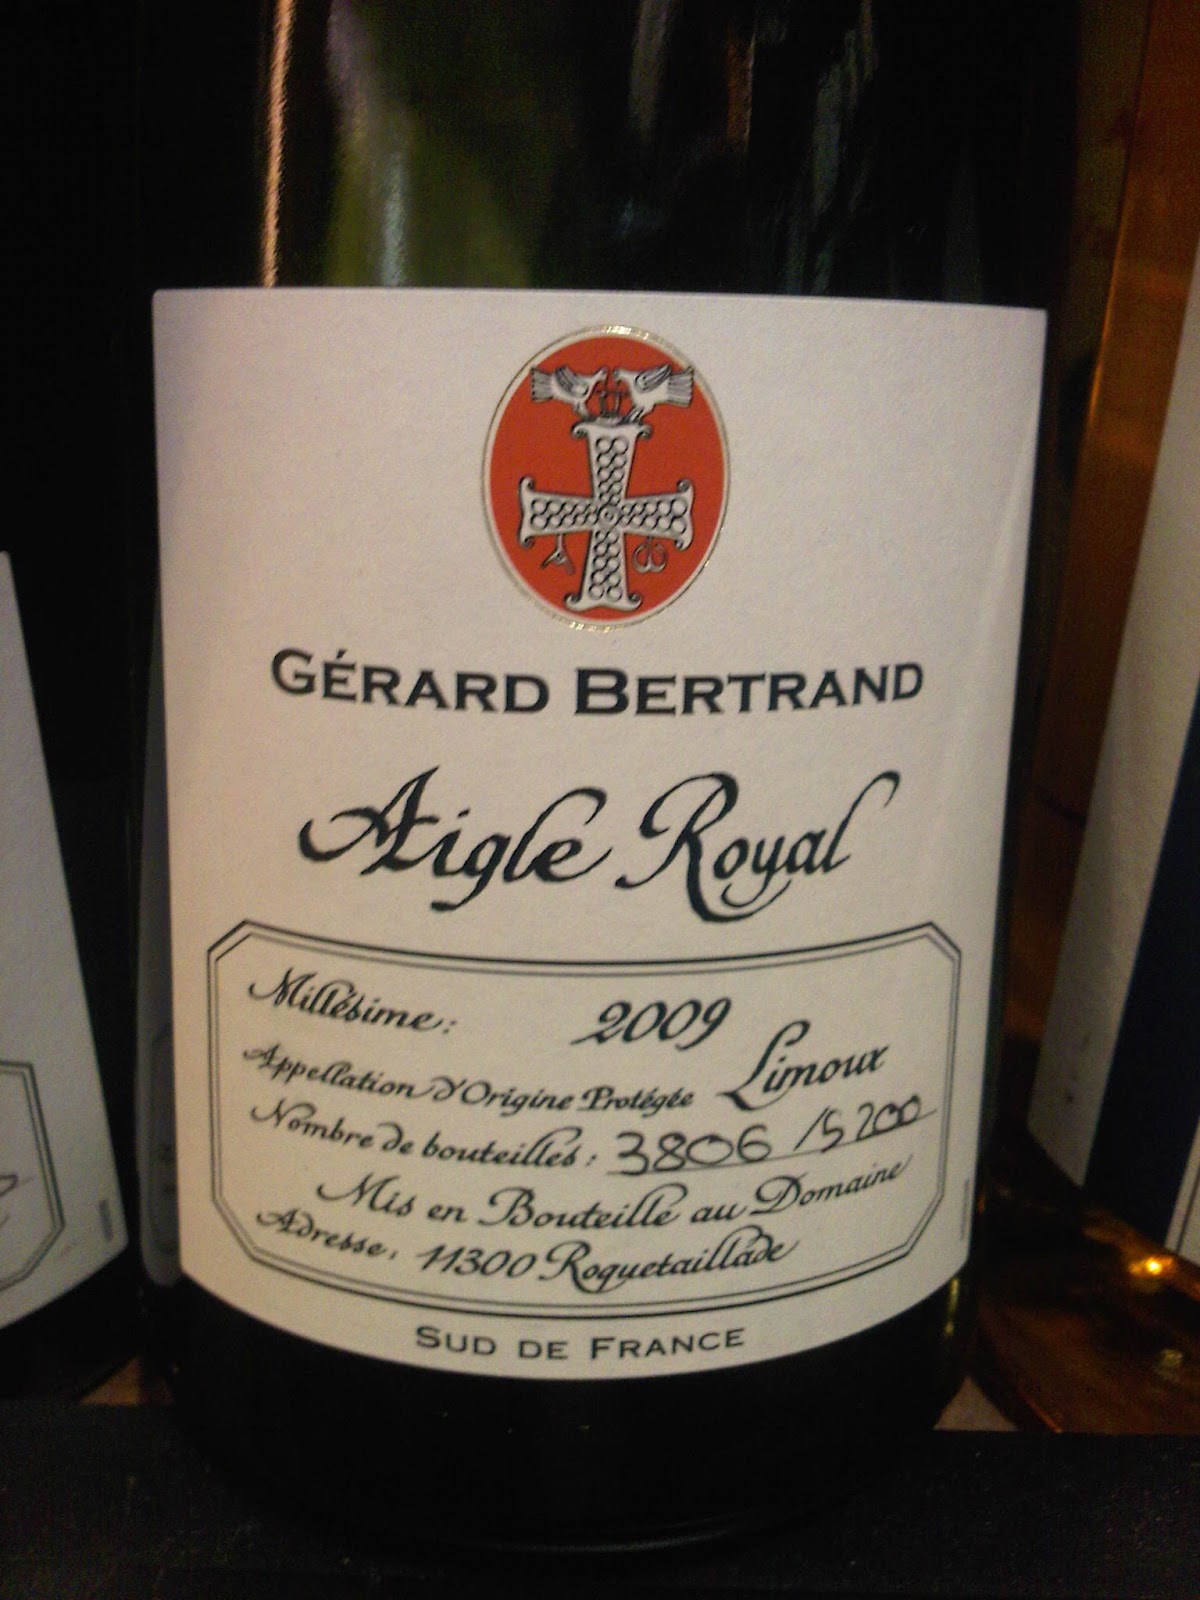 GÉRARD BERTRAND
Aigle Royal
Millésime: 2009
Appellation d'Origine Protégée Limoux
Nombre de bouteilles: 3806 /5200
Mis en Bouteille au Domaine
Adresse, 11300 Roquetaillade
SUD DE FRANCE